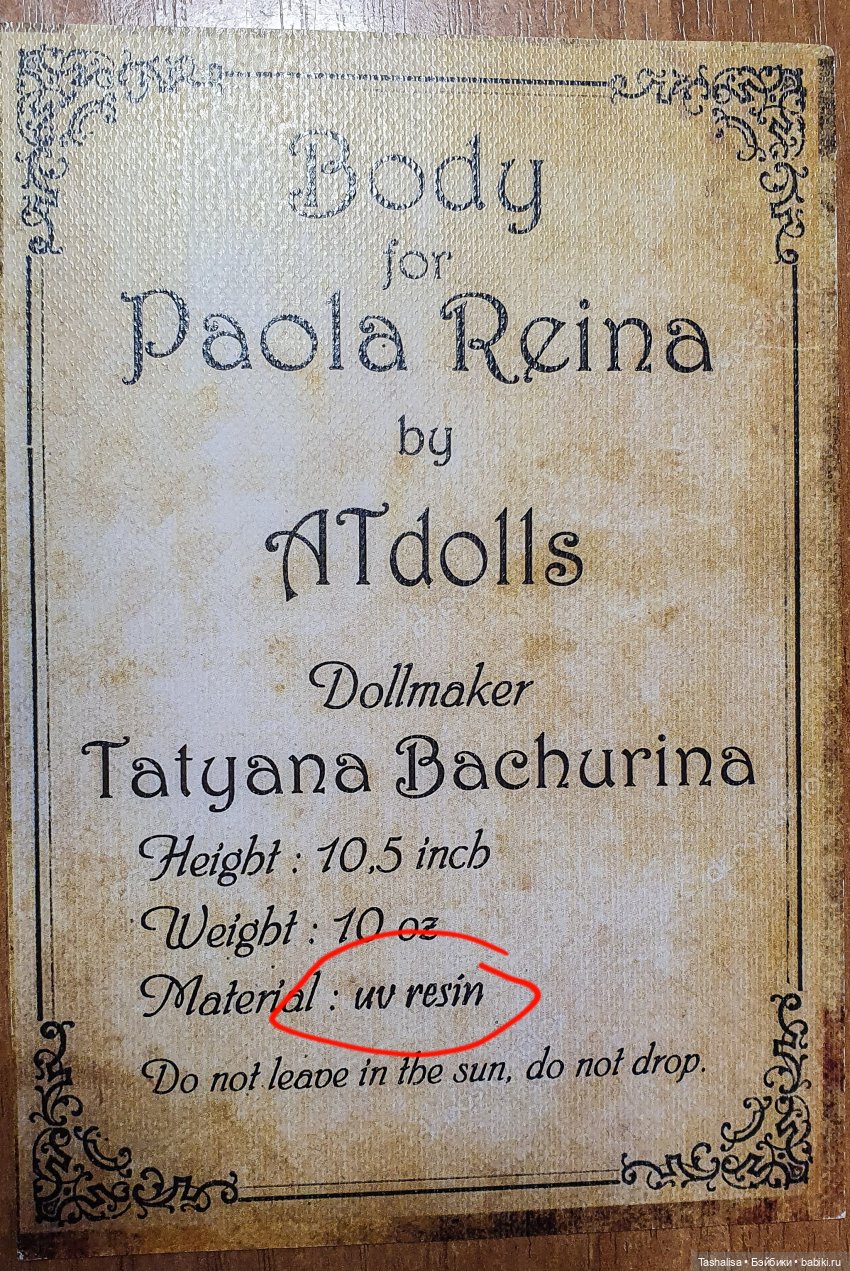 Body
for
Paola Reina
by
ATdolls
Dollmaker
Tatyana Bachurina
Height : 10,5 inch
Weight : 10 oz
Material : uv resin
Do not leave in the sun, do not drop.
Tashalisa • Бэйбики • babiki.ru